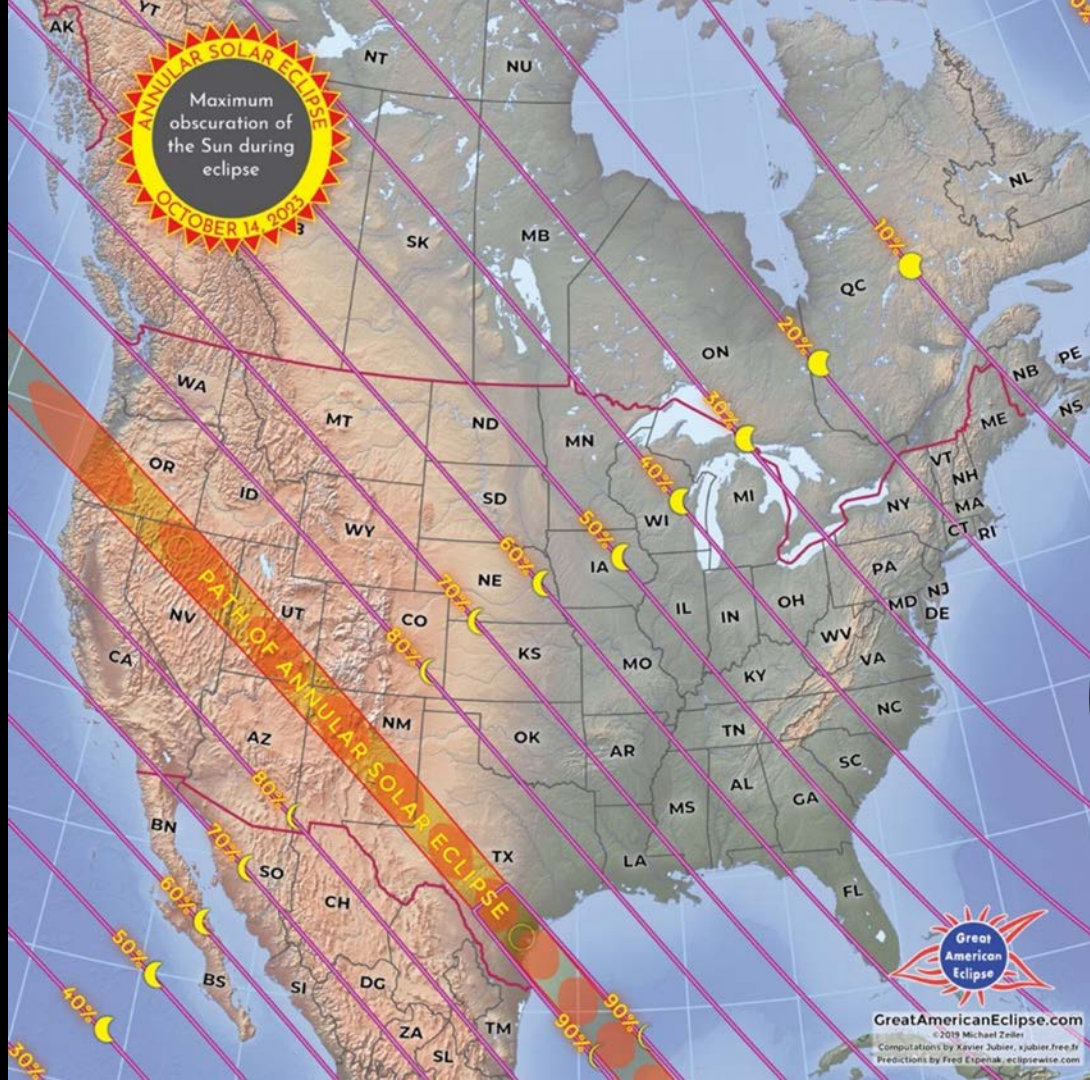 AK
YT
NT
NU
ANNULAR SOLAR ECLIPSE
Maximum
obscuration of
the Sun during
eclipse
OCTOBER 14, 2023
SK
MB
NL
10%
QC
20%
ON
PE
NB
NS
30%
ME
WA
MT
ND
MN
40%
VT
NH
OR
ID
SD
WI
MI
NY
MA
CT
RI
WY
50%
60%
NE
IA
PA
NJ
MD
DE
70%
NV
UT
CO
IL
IN
OH
WV
80%
KS
MO
KY
VA
CA
PATH OF ANNULAR SOLAR ECLIPSE
NM
NC
AZ
OK
AR
TN
SC
80%
MS
AL
GA
BN
70%
SO
TX
LA
60%
CH
FL
50%
BS
SI
DG
40%
ZA
TM
SL
30%
90%
90%
Great
American
Eclipse
GreatAmericanEclipse.com
©2019 Michael Zeiler
Computations by Xavier Jubier, xjubier.free.fr
Predictions by Fred Espenak, eclipsewise.com